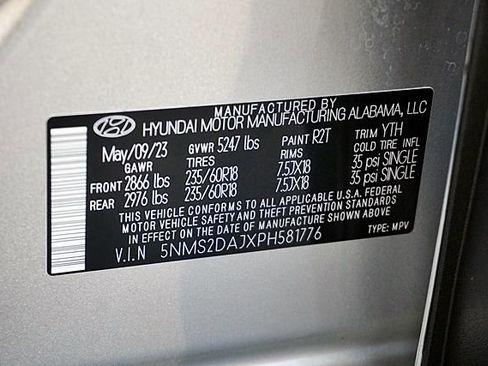 MANUFACTURED BY
HYUNDAI MOTOR MANUFACTURING ALABAMA, LLC
May/09/23 GVWR 5247 lbs PAINT R2T TRIM YTH
GAWR TIRES RIMS COLD TIRE INFL
FRONT 2866 lbs 235/60R18 7.5JX18 35 psi SINGLE
REAR 2976 lbs 235/60R18 7.5JX18 35 psi SINGLE
THIS VEHICLE CONFORMS TO ALL APPLICABLE U.S.A. FEDERAL
MOTOR VEHICLE SAFETY AND THEFT PREVENTION STANDARDS
IN EFFECT ON THE DATE OF MANUFACTURE SHOWN ABOVE
V.I.N 5NMS2DAJXPH581776 TYPE: MPV